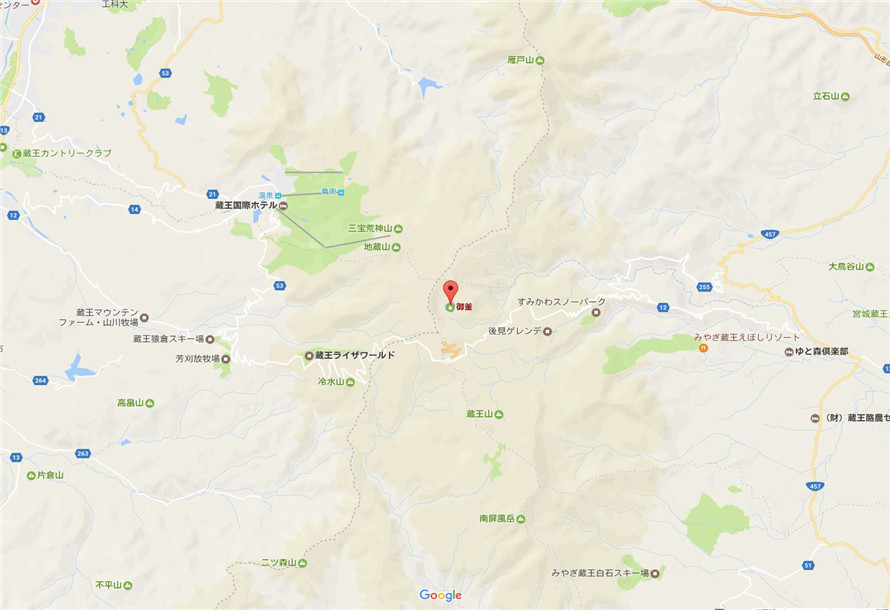 センター
工科大
53
雁戸山
山形自
立石山
21
13
蔵王カントリークラブ
温泉
鳥兜
21
蔵王国際ホテル
12
14
三宝荒神山
地蔵山
457
大鳥谷山
53
255
御釜
すみかわスノーパーク
12
蔵王マウンテン
ファーム・山川牧場
宮城蔵王
後見ゲレンデ
蔵王猿倉スキー場
みやぎ蔵王えぼしリゾート
芳刈放牧場
蔵王ライザワールド
ゆと森倶楽部
264
冷水山
高畠山
蔵王山
(財)蔵王酪農セ
13
263
片倉山
457
南屏風岳
二ツ森山
51
不平山
みやぎ蔵王白石スキー場
Google